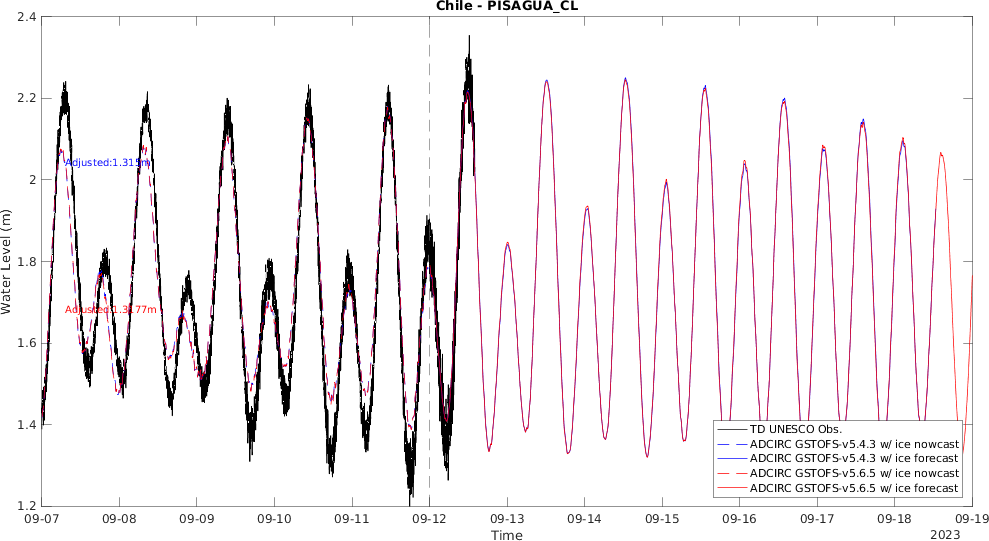 Chile - PISAGUA_CL
Water Level (m)
2.4
2.2
2
1.8
1.6
1.4
1.2
Adjusted:1.315m
Adjusted:1.3177m
TD UNESCO Obs.
ADCIRC GSTOFS-v5.4.3 w/ ice nowcast
ADCIRC GSTOFS-v5.4.3 w/ ice forecast
ADCIRC GSTOFS-v5.6.5 w/ ice nowcast
ADCIRC GSTOFS-v5.6.5 w/ ice forecast
09-07 09-08 09-09 09-10 09-11 09-12 09-13 09-14 09-15 09-16 09-17 09-18 09-19
Time
2023